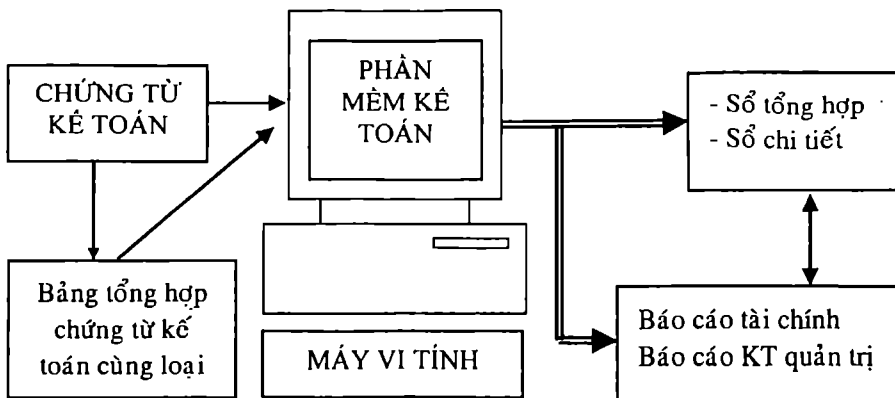 CHỨNG TỪ
KẾ TOÁN
PHẦN
MỀM KẾ
TOÁN
- Sổ tổng hợp
- Sổ chi tiết
Bảng tổng hợp
chứng từ kế
toán cùng loại
MÁY VI TÍNH
Báo cáo tài chính
Báo cáo KT quản trị